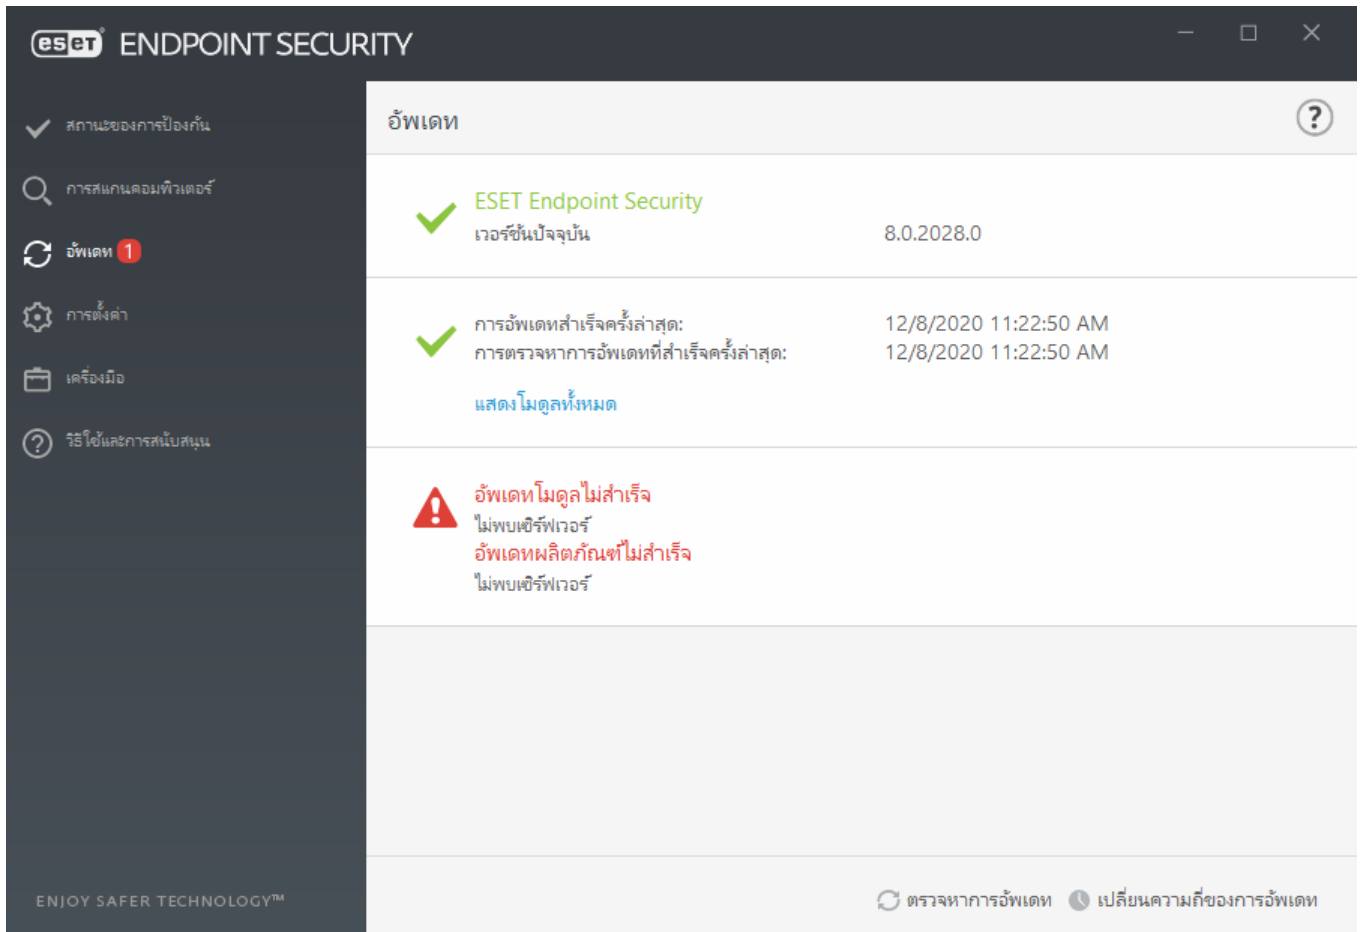 eset ENDPOINT SECURITY
สถานะของการป้องกัน
การสแกนคอมพิวเตอร์
อัพเดท 1
การตั้งค่า
เครื่องมือ
วิธีใช้และการสนับสนุน
ENJOY SAFER TECHNOLOGY™
อัพเดท ?
ESET Endpoint Security
เวอร์ชันปัจจุบัน 8.0.2028.0
การอัพเดทสำเร็จครั้งล่าสุด: 12/8/2020 11:22:50 AM
การตรวจหาการอัพเดทที่สำเร็จครั้งล่าสุด: 12/8/2020 11:22:50 AM
แสดงโมดูลทั้งหมด
อัพเดทโมดูลไม่สำเร็จ
ไม่พบเซิร์ฟเวอร์
อัพเดทผลิตภัณฑ์ไม่สำเร็จ
ไม่พบเซิร์ฟเวอร์
ตรวจหาการอัพเดท เปลี่ยนความถี่ของการอัพเดท